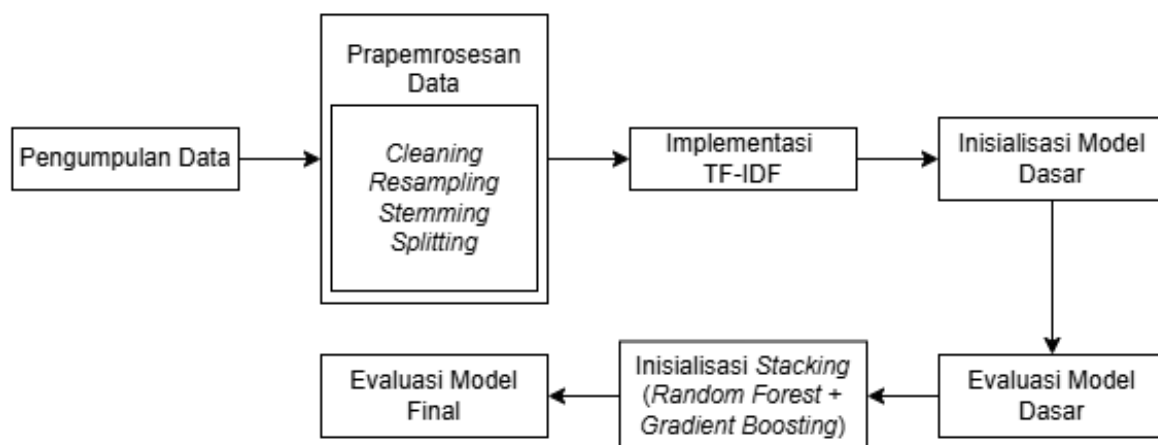 Pengumpulan Data
Prapemrosesan
Data
Cleaning
Resampling
Stemming
Splitting
Implementasi
TF-IDF
Inisialisasi Model
Dasar
Evaluasi Model
Dasar
Inisialisasi Stacking
(Random Forest +
Gradient Boosting)
Evaluasi Model
Final